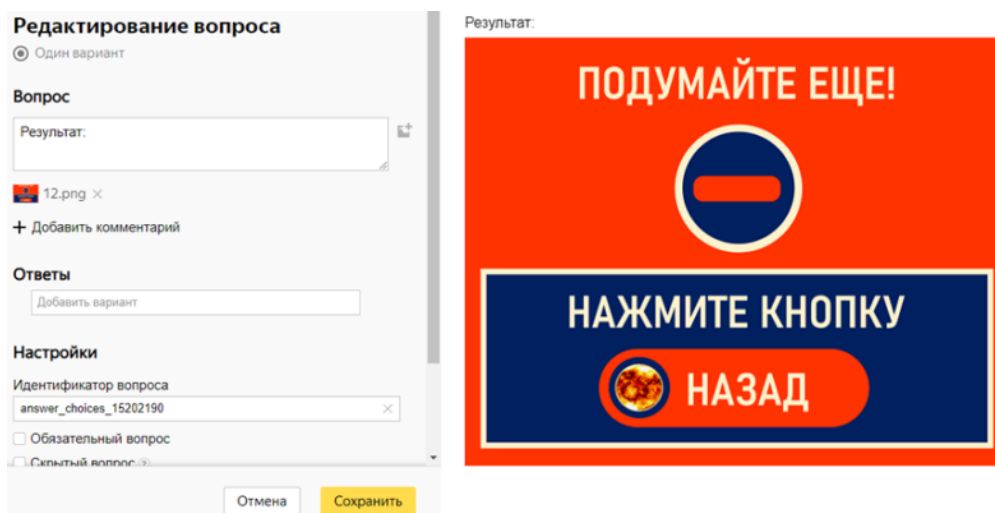 Редактирование вопроса
Один вариант
Вопрос
Результат:
12.png
Добавить комментарий
Ответы
Добавить вариант
Настройки
Идентификатор вопроса
answer_choices_15202190
Обязательный вопрос
Скрытый вопрос
Отмена
Сохранить
Результат:
ПОДУМАЙТЕ ЕЩЕ!
НАЖМИТЕ КНОПКУ
НАЗАД